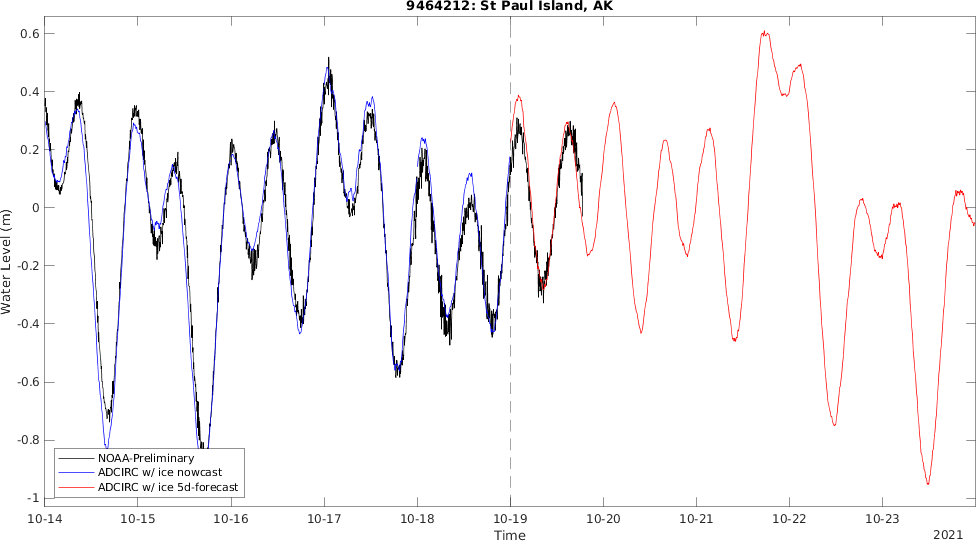 9464212: St Paul Island, AK
0.6
0.4
0.2
0
-0.2
-0.4
-0.6
-0.8
-1
Water Level (m)
NOAA-Preliminary
ADCIRC w/ ice nowcast
ADCIRC w/ ice 5d-forecast
10-14 10-15 10-16 10-17 10-18 10-19 10-20 10-21 10-22 10-23
Time
2021